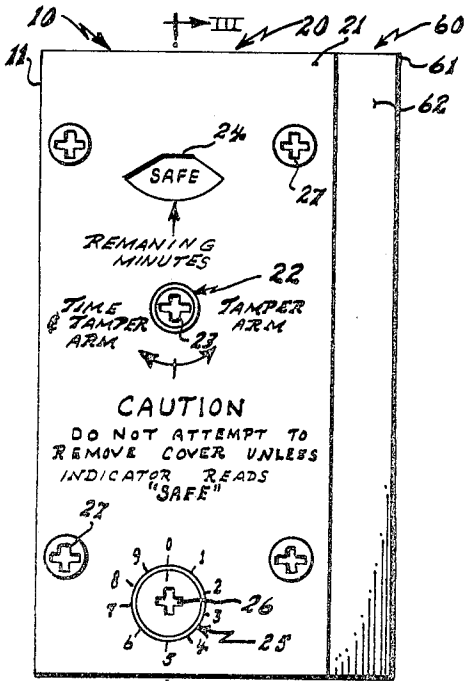 10
III
20
21
60
11
61
62
24
SAFE
27
REMANING
MINUTES
22
¢ TIME
TAMPER
ARM
TAMPER
ARM
23
CAUTION
DO NOT ATTEMPT TO
REMOVE COVER UNLESS
INDICATOR READS
"SAFE"
27
0
1
2
3
4
5
6
7
8
9
26
25